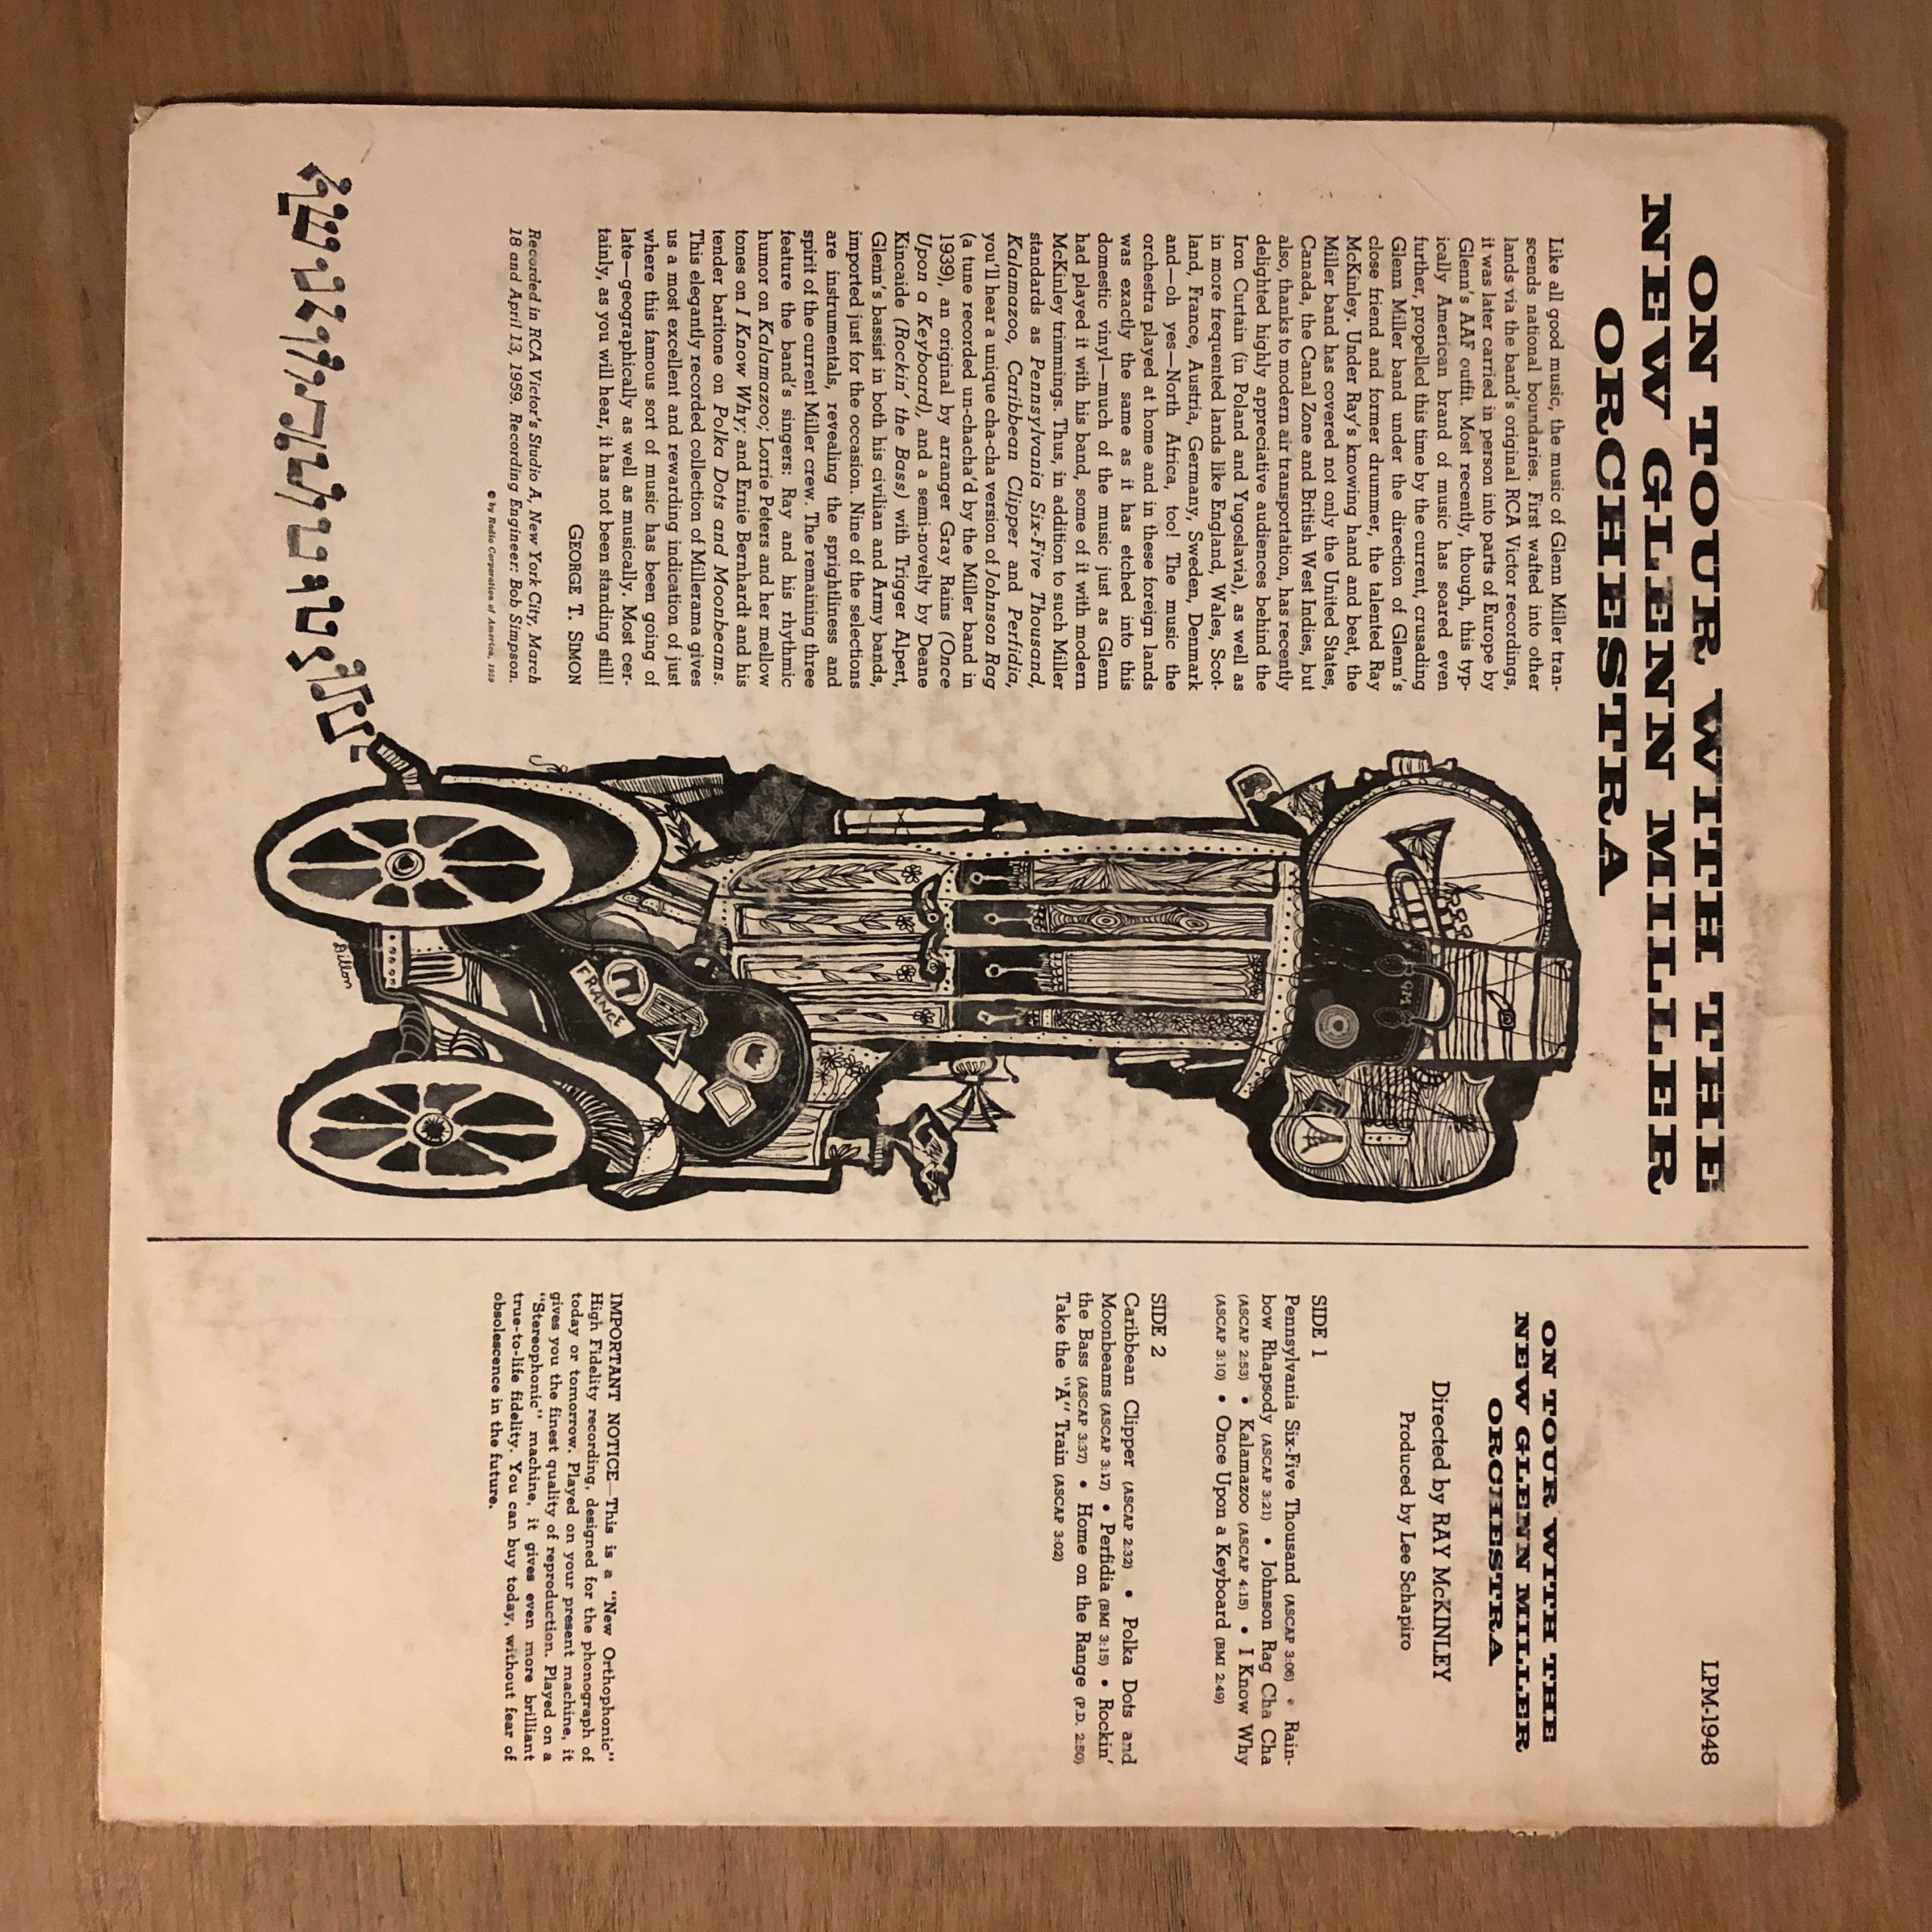 ON TOUR WITH THE
NEW GLENN MILLER
ORCHESTRA
Like all good music, the music of Glenn Miller tran-
scends national boundaries. First wafted into other
lands via the band's original RCA Victor recordings,
it was later carried in person into parts of Europe by
Glenn's AAF outfit. Most recently, though, this typ-
ically American brand of music has soared even
further, propelled this time by the current, crusading
Glenn Miller band under the direction of Glenn's
close friend and former drummer, the talented Ray
McKinley. Under Ray's knowing hand and beat, the
Miller band has covered not only the United States,
Canada, the Canal Zone and British West Indies, but
also, thanks to modern air transportation, has recently
delighted highly appreciative audiences behind the
Iron Curtain (in Poland and Yugoslavia), as well as
in more frequented lands like England, Wales, Scot-
land, France, Austria, Germany, Sweden, Denmark
and—oh yes—North Africa, too! The music the
orchestra played at home and in these foreign lands
was exactly the same as it has etched into this
domestic vinyl—much of the music just as Glenn
had played it with his band, some of it with modern
McKinley trimmings. Thus, in addition to such Miller
standards as Pennsylvania Six-Five Thousand,
Kalamazoo, Caribbean Clipper and Perfidia,
you'll hear a unique cha-cha version of Johnson Rag
(a tune recorded un-chacha'd by the Miller band in
1939), an original by arranger Gray Rains (Once
Upon a Keyboard), and a semi-novelty by Deane
Kincaide (Rockin' the Bass) with Trigger Alpert,
Glenn's bassist in both his civilian and Army bands,
imported just for the occasion. Nine of the selections
are instrumentals, revealing the sprightliness and
spirit of the current Miller crew. The remaining three
feature the band's singers: Ray and his rhythmic
humor on Kalamazoo; Lorrie Peters and her mellow
tones on I Know Why; and Ernie Bernhardt and his
tender baritone on Polka Dots and Moonbeams.
This elegantly recorded collection of Millerama gives
us a most excellent and rewarding indication of just
where this famous sort of music has been going of
late—geographically as well as musically. Most cer-
tainly, as you will hear, it has not been standing still!
GEORGE T. SIMON
Recorded in RCA Victor's Studio A, New York City, March
18 and April 13, 1959. Recording Engineer: Bob Simpson.
© by Radio Corporation of America, 1959
GM
FRANCE
Dillon
LPM-1948
ON TOUR WITH THE
NEW GLENN MILLER
ORCHESTRA
Directed by RAY McKINLEY
Produced by Lee Schapiro
SIDE 1
Pennsylvania Six-Five Thousand (ASCAP 3:06) • Rain-
bow Rhapsody (ASCAP 3:21) • Johnson Rag Cha Cha
(ASCAP 2:53) • Kalamazoo (ASCAP 4:15) • I Know Why
(ASCAP 3:10) • Once Upon a Keyboard (BMI 2:49)
SIDE 2
Caribbean Clipper (ASCAP 2:32) • Polka Dots and
Moonbeams (ASCAP 3:17) • Perfidia (BMI 3:15) • Rockin'
the Bass (ASCAP 3:37) • Home on the Range (P.D. 2:50)
Take the "A" Train (ASCAP 3:02)
IMPORTANT NOTICE—This is a "New Orthophonic"
High Fidelity recording, designed for the phonograph of
today or tomorrow. Played on your present machine, it
gives you the finest quality of reproduction. Played on a
"Stereophonic" machine, it gives even more brilliant
true-to-life fidelity. You can buy today, without fear of
obsolescence in the future.